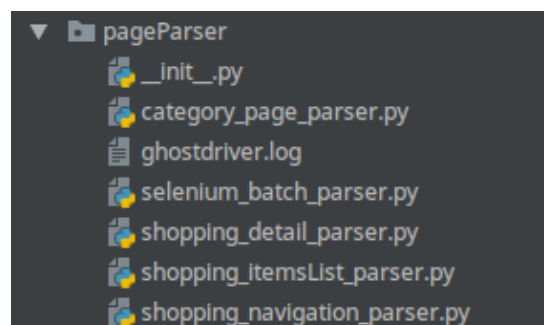 pageParser
__init__.py
category_page_parser.py
ghostdriver.log
selenium_batch_parser.py
shopping_detail_parser.py
shopping_itemsList_parser.py
shopping_navigation_parser.py